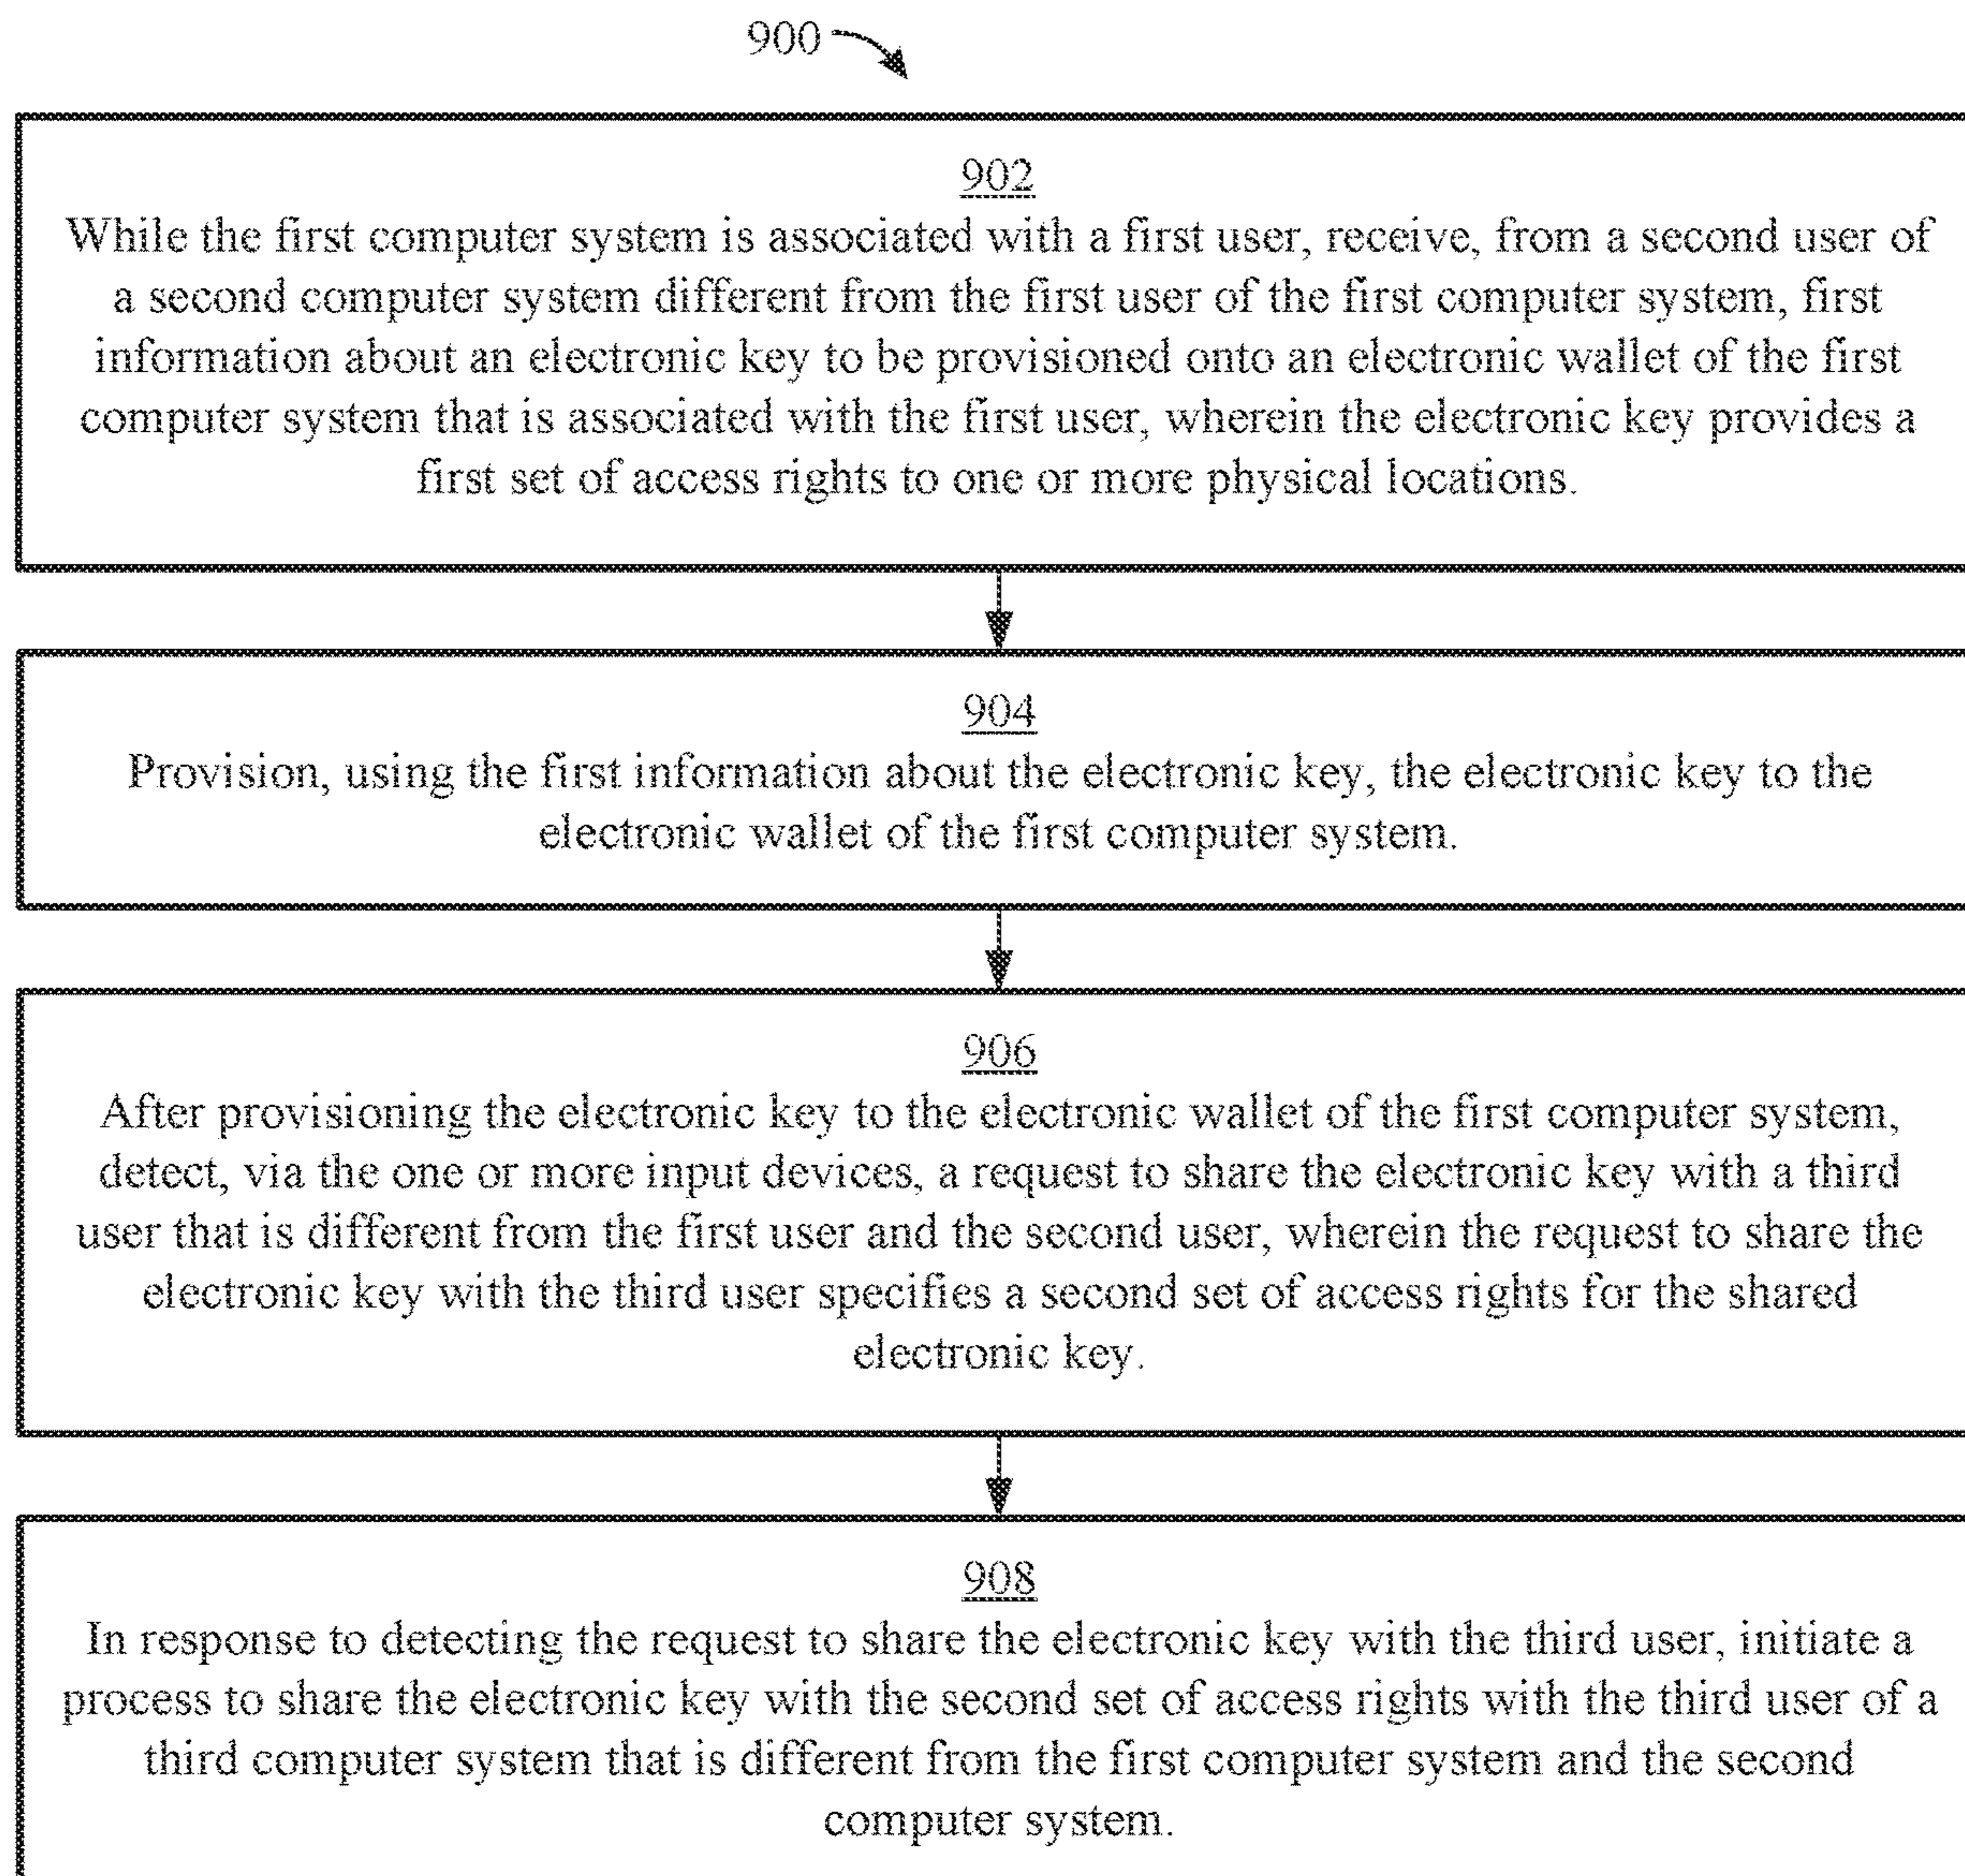 900
902
While the first computer system is associated with a first user, receive, from a second user of
a second computer system different from the first user of the first computer system, first
information about an electronic key to be provisioned onto an electronic wallet of the first
computer system that is associated with the first user, wherein the electronic key provides a
first set of access rights to one or more physical locations.
904
Provision, using the first information about the electronic key, the electronic key to the
electronic wallet of the first computer system.
906
After provisioning the electronic key to the electronic wallet of the first computer system,
detect, via the one or more input devices, a request to share the electronic key with a third
user that is different from the first user and the second user, wherein the request to share the
electronic key with the third user specifies a second set of access rights for the shared
electronic key.
908
In response to detecting the request to share the electronic key with the third user, initiate a
process to share the electronic key with the second set of access rights with the third user of a
third computer system that is different from the first computer system and the second
computer system.